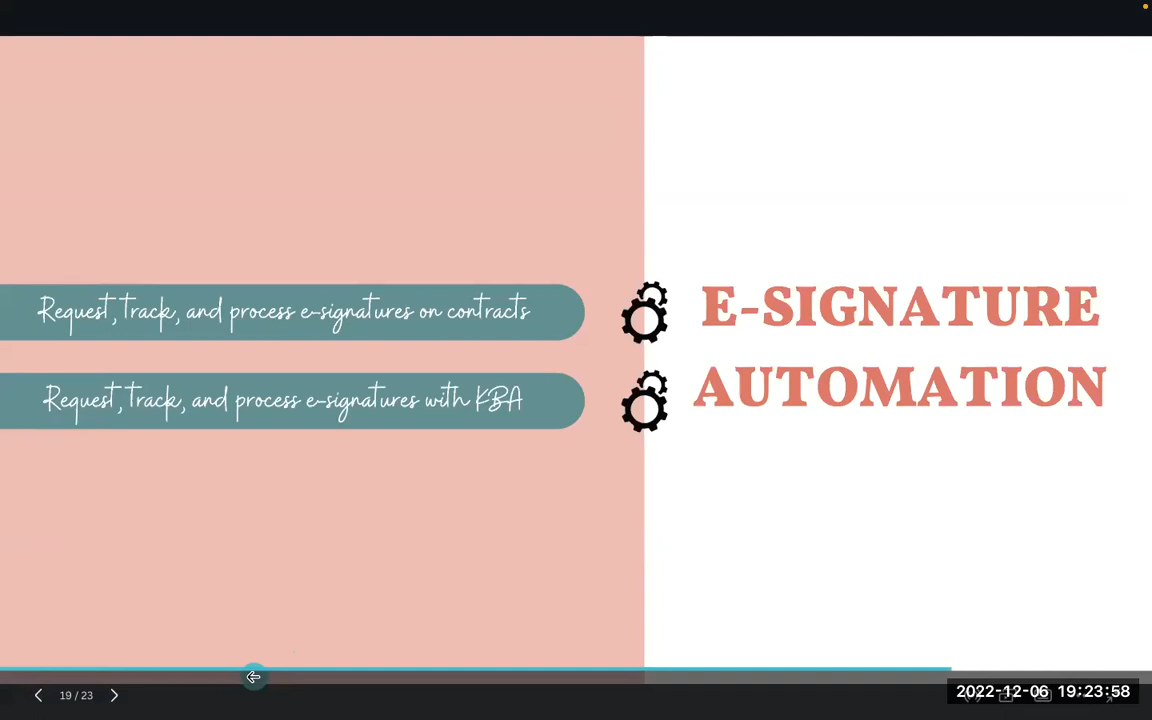 Request, track, and process e-signatures on contracts
Request, track, and process e-signatures with KBA
E-SIGNATURE
AUTOMATION
19 / 23
2022-12-06 19:23:58